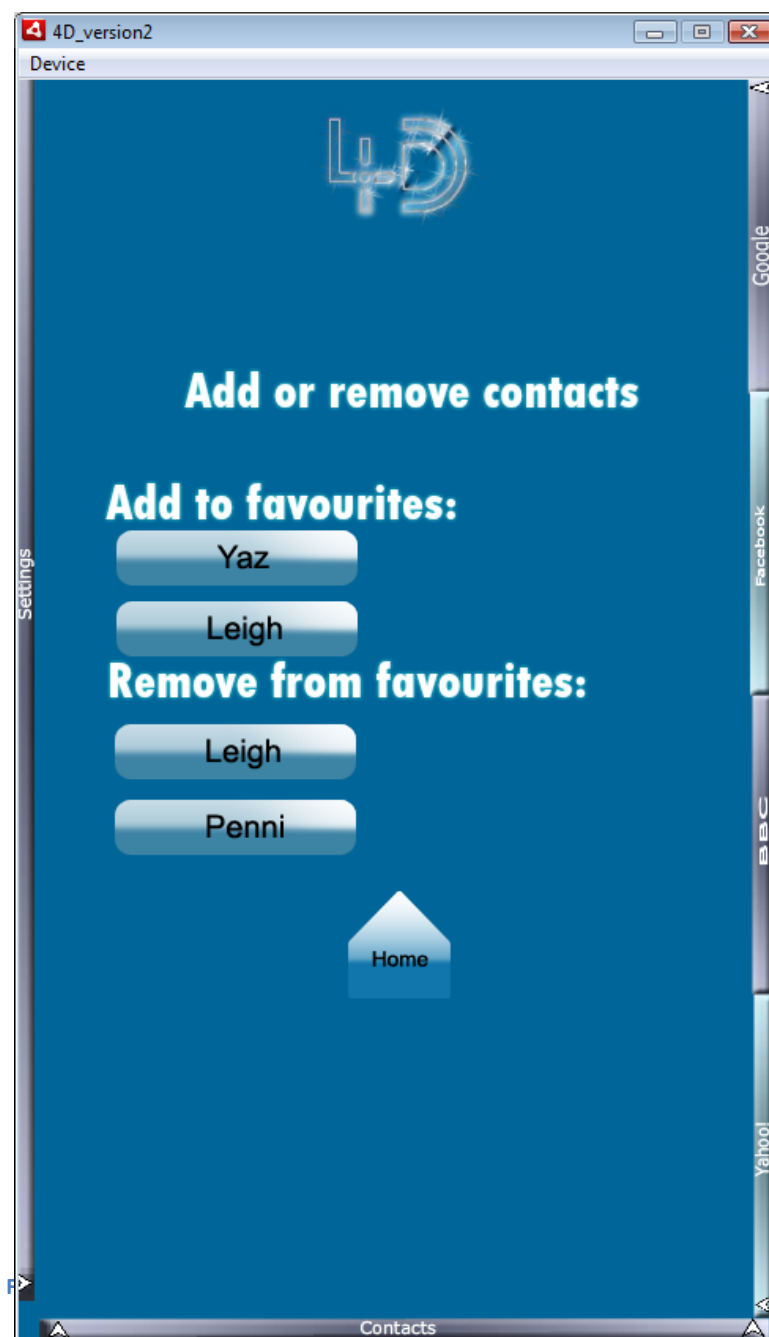 4D_version2
Device
4D
Google
Add or remove contacts
Facebook
Add to favourites:
Yaz
Settings
Leigh
Remove from favourites:
Leigh
Penni
BBC
Home
Yahoo!
Contacts